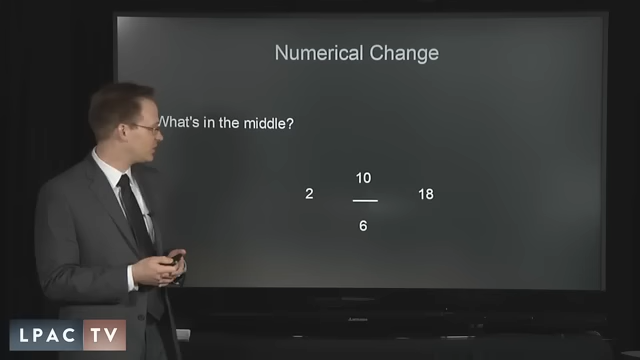 Numerical Change
What's in the middle?
10
2 18
6
LPAC TV